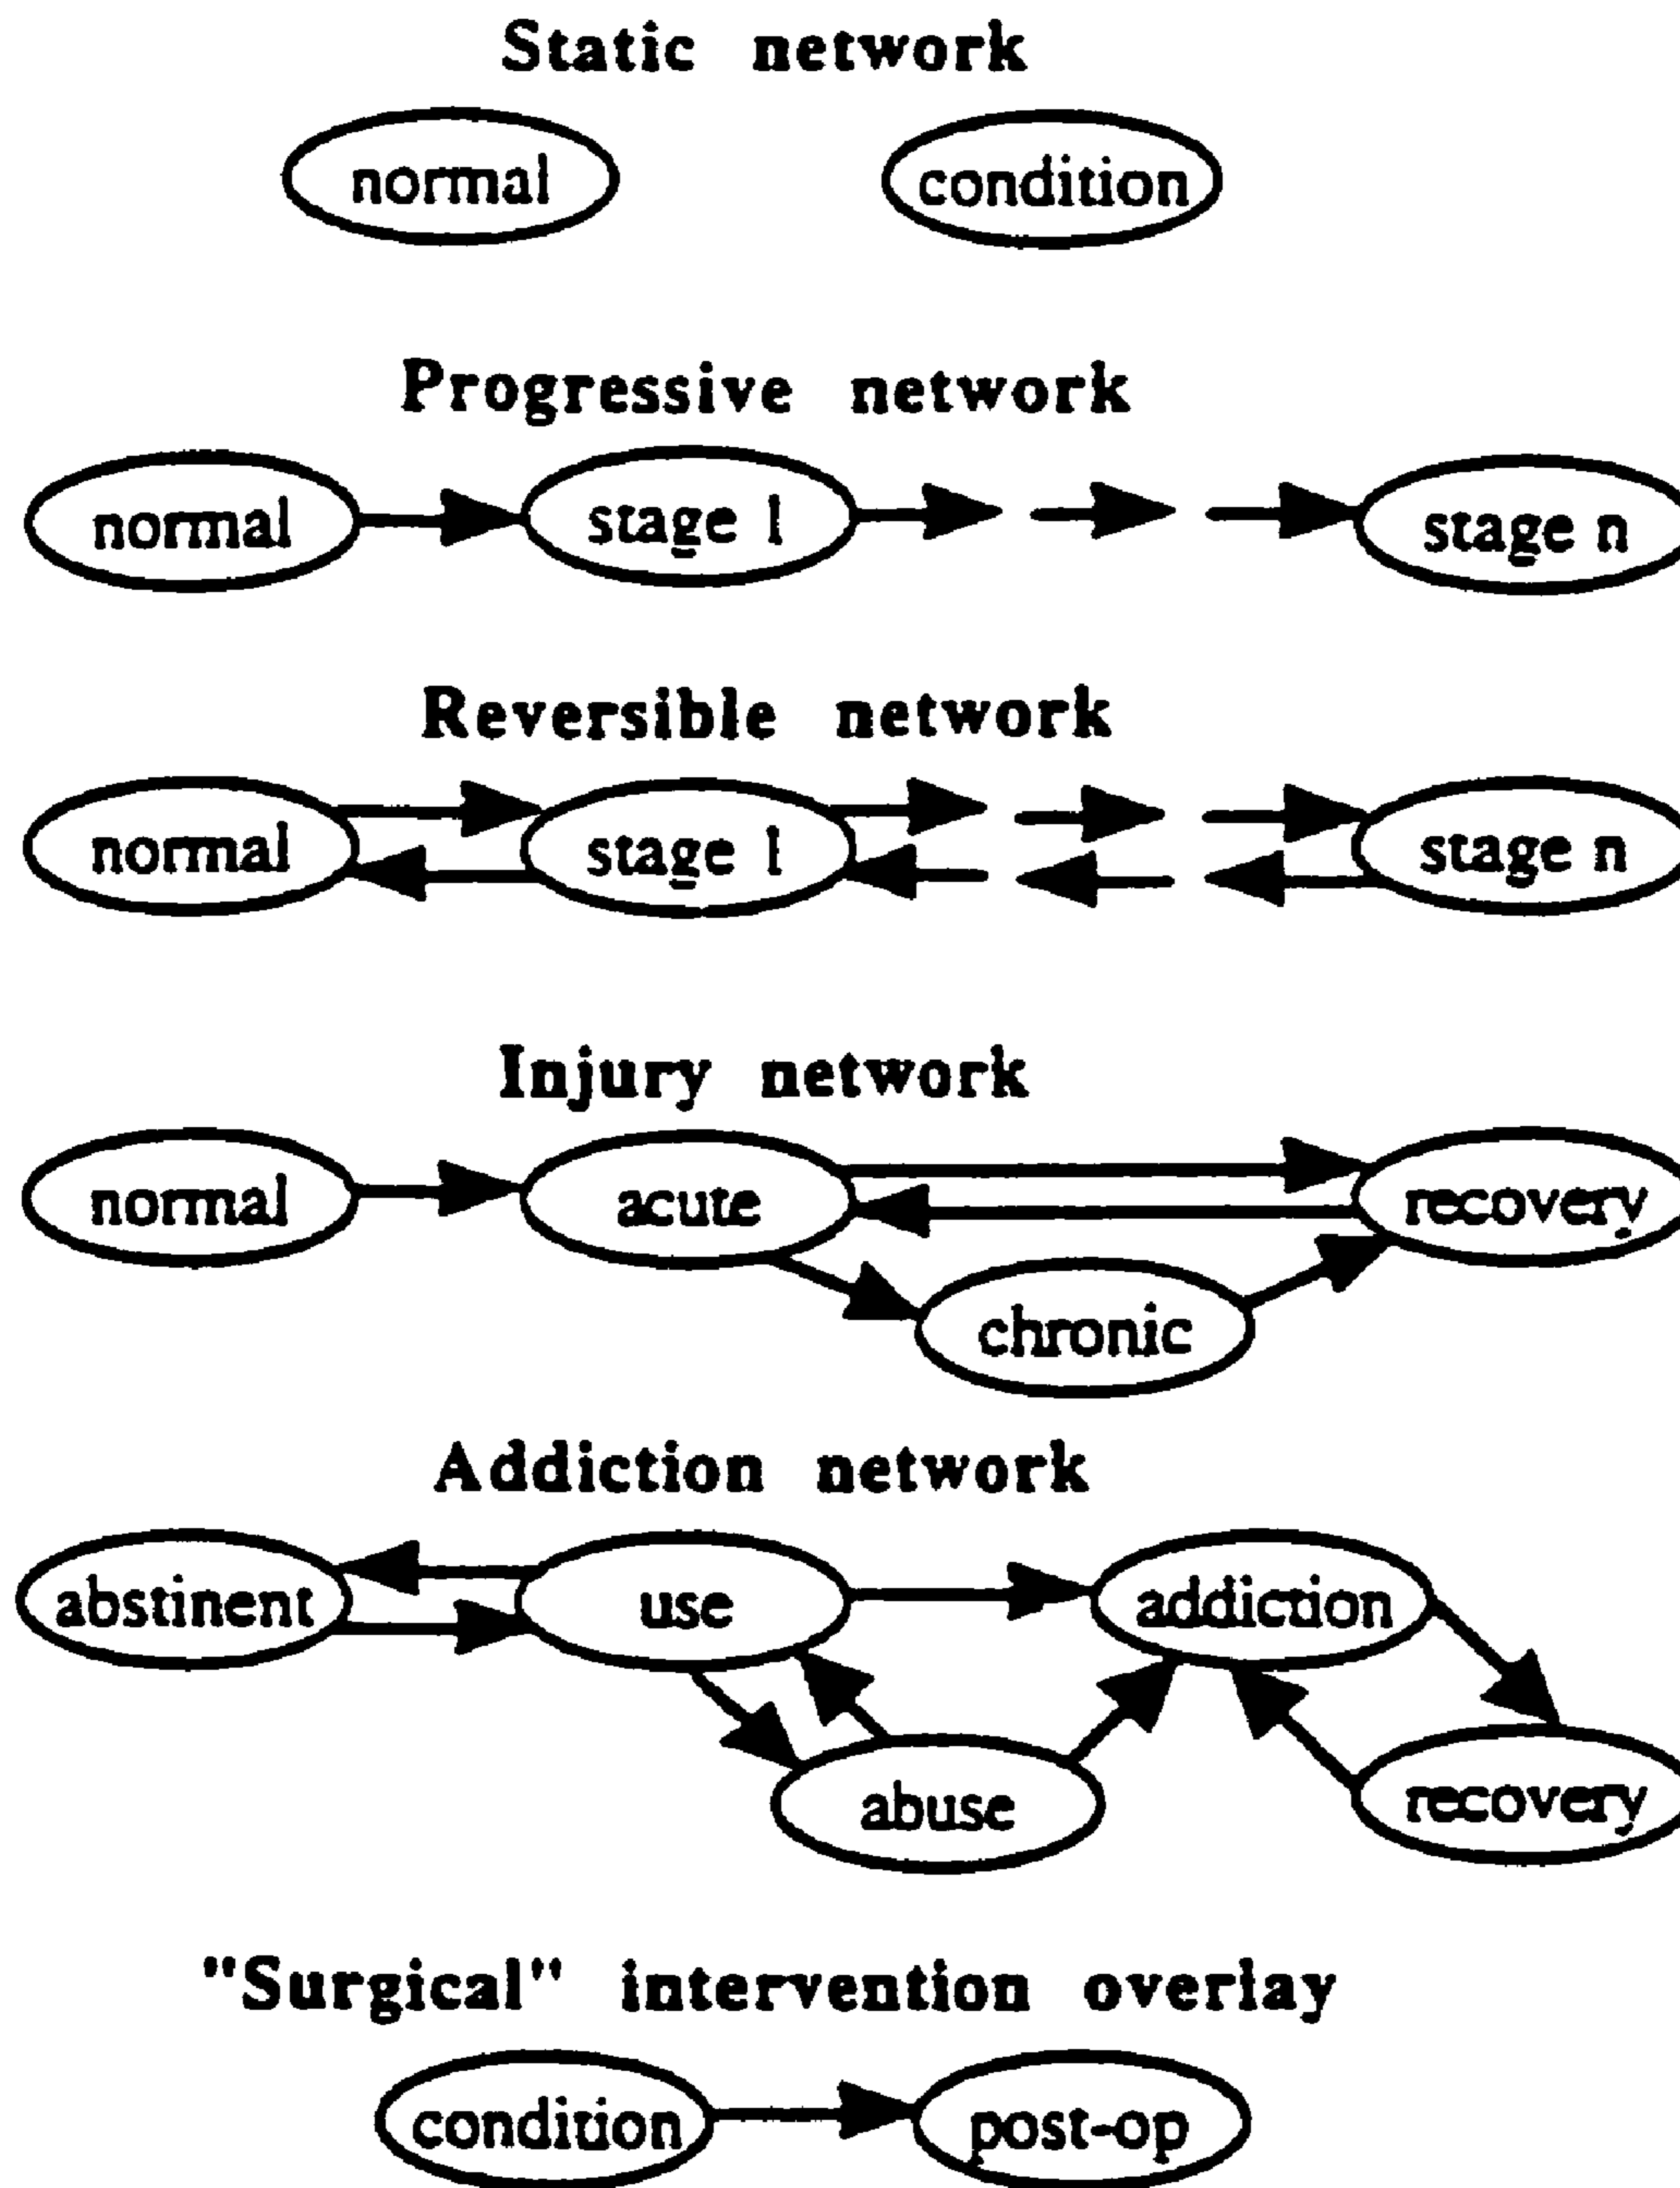 Static network
normal condition
Progressive network
normal stage 1 stage n
Reversible network
normal stage 1 stage n
Injury network
normal acute recovery
chronic
Addiction network
abstinent use addiction
abuse recovery
"Surgical" intervention overlay
condition post-op